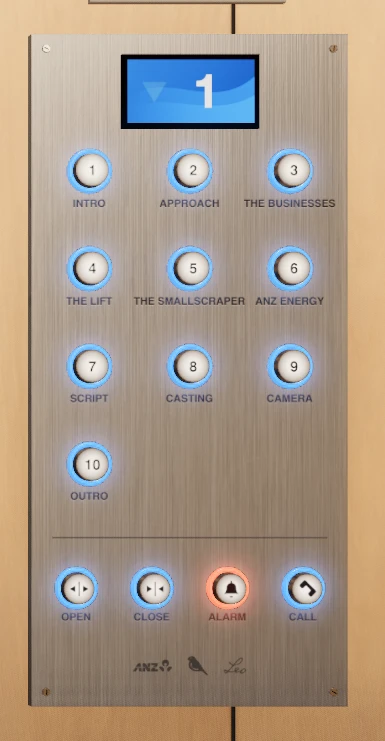 1
1 2 3
INTRO APPROACH THE BUSINESSES
4 5 6
THE LIFT THE SMALLSCRAPER ANZ ENERGY
7 8 9
SCRIPT CASTING CAMERA
10
OUTRO
OPEN CLOSE ALARM CALL
ANZ Leo